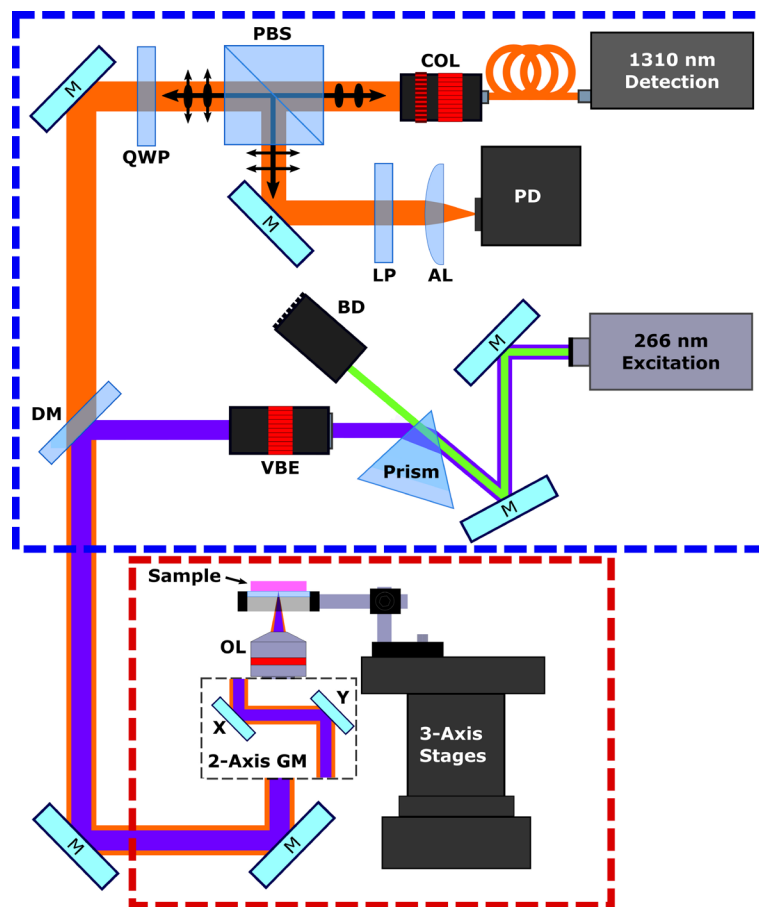 PBS
COL
1310 nm
Detection
M
QWP
M
LP
AL
PD
BD
M
266 nm
Excitation
DM
VBE
Prism
M
Sample
OL
X
Y
2-Axis GM
3-Axis
Stages
M
M